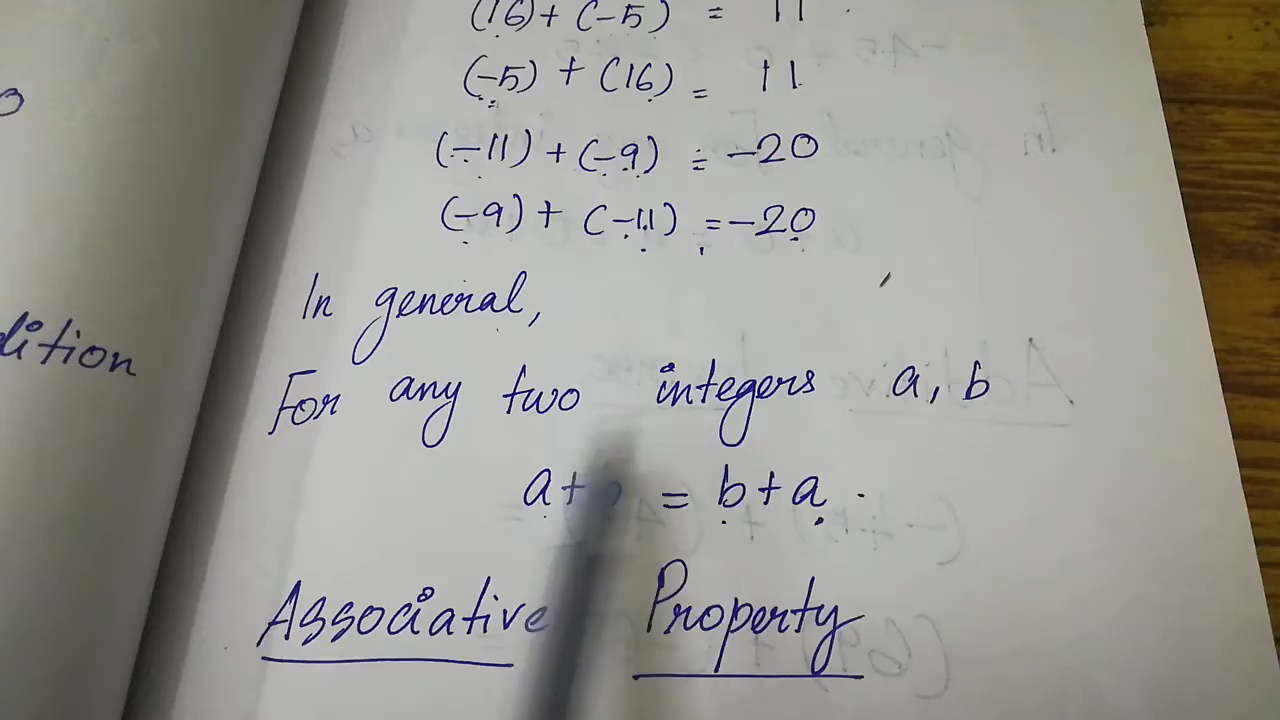 (16) + (-5) = 11
(-5) + (16) = 11
(-11) + (-9) = -20
(-9) + (-11) = -20
In general,
For any two integers a, b
a + = b + a.
Associative Property
dition